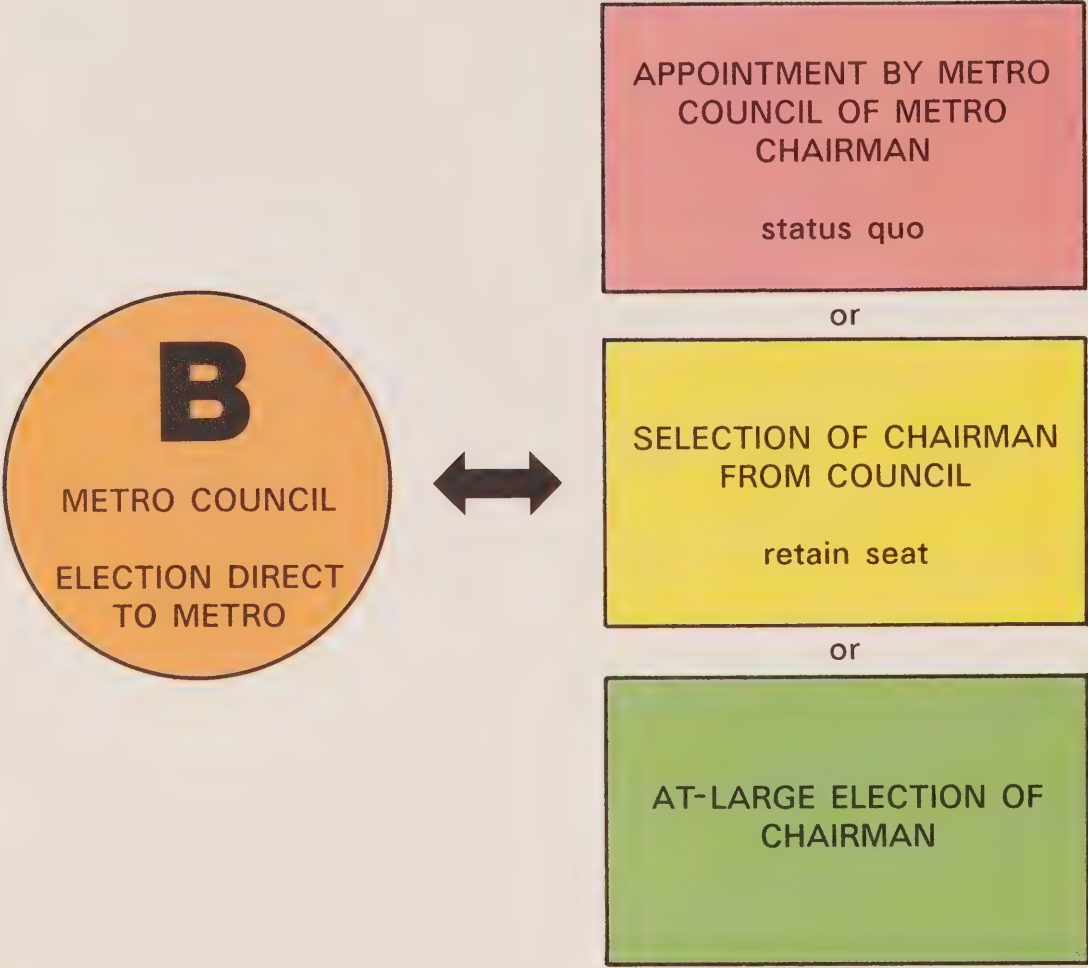 B
METRO COUNCIL
ELECTION DIRECT
TO METRO
APPOINTMENT BY METRO
COUNCIL OF METRO
CHAIRMAN
status quo
or
SELECTION OF CHAIRMAN
FROM COUNCIL
retain seat
or
AT-LARGE ELECTION OF
CHAIRMAN